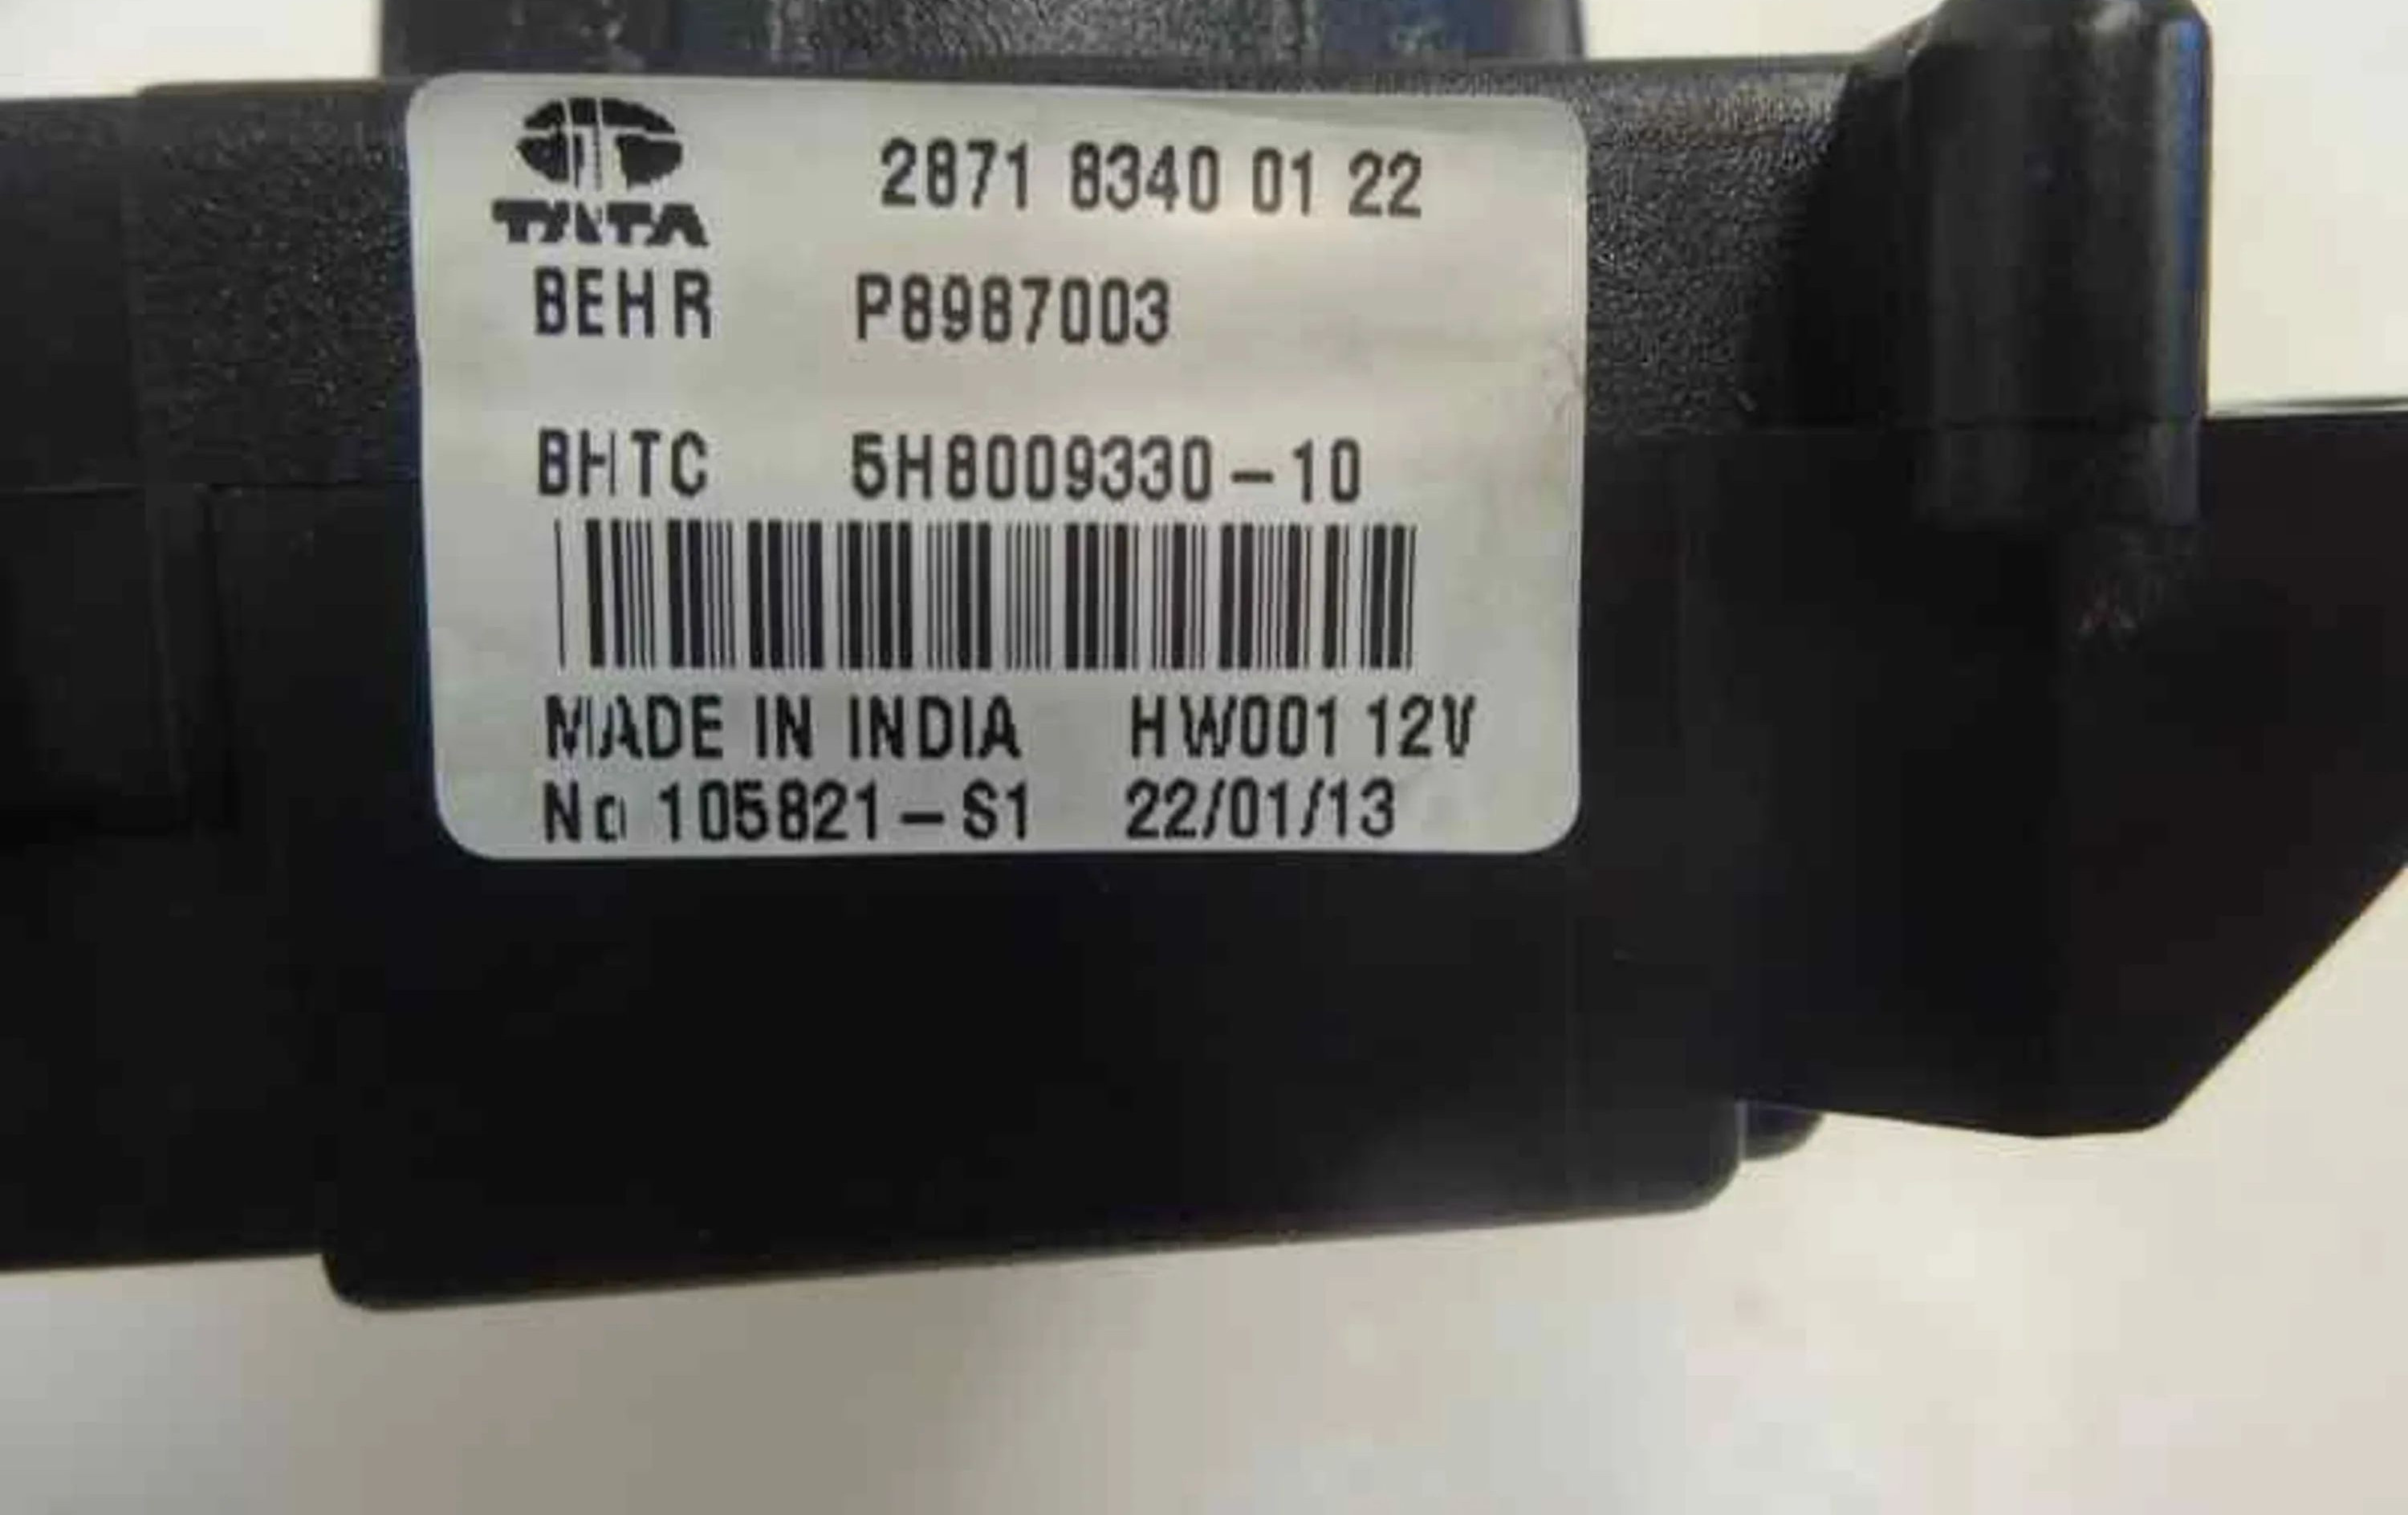 TATA 2871 8340 01 22
BEHR P8987003
BHTC 5H8009330-10
MADE IN INDIA HW001 12V
No 105821-S1 22/01/13